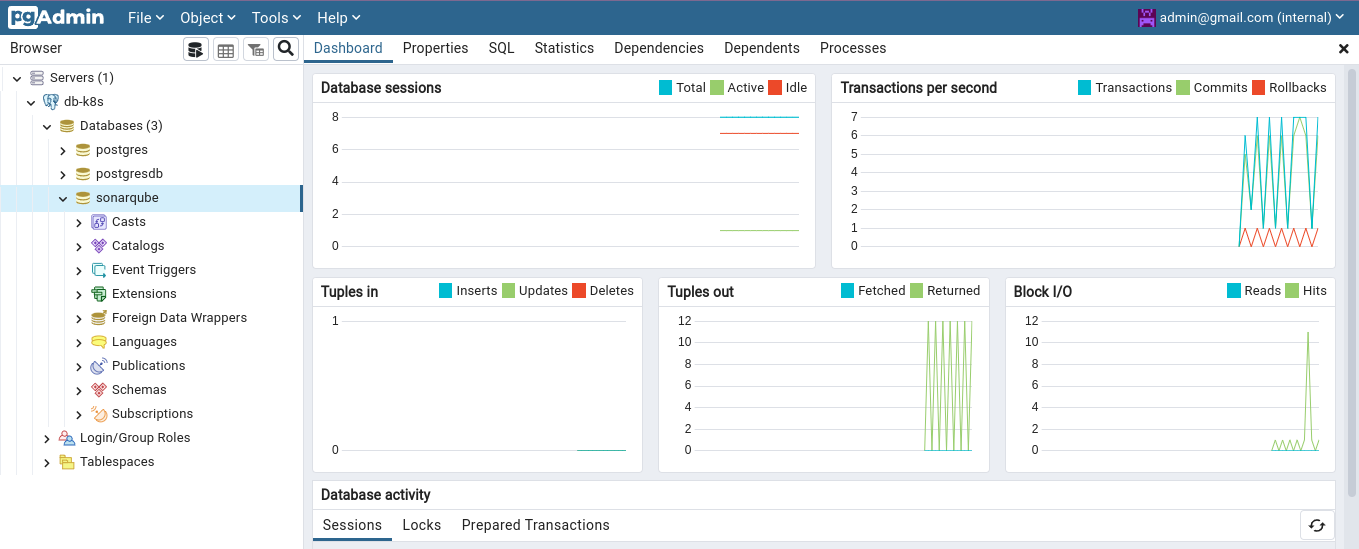 pgAdmin File Object Tools Help admin@gmail.com (internal)
Browser
Dashboard Properties SQL Statistics Dependencies Dependents Processes
Servers (1)
db-k8s
Databases (3)
postgres
postgresdb
sonarqube
Casts
Catalogs
Event Triggers
Extensions
Foreign Data Wrappers
Languages
Publications
Schemas
Subscriptions
Login/Group Roles
Tablespaces
Database sessions Total Active Idle
8
6
4
2
0
Transactions per second Transactions Commits Rollbacks
7
6
5
4
3
2
1
0
Tuples in Inserts Updates Deletes
1
0
Tuples out Fetched Returned
12
10
8
6
4
2
0
Block I/O Reads Hits
12
10
8
6
4
2
0
Database activity
Sessions Locks Prepared Transactions